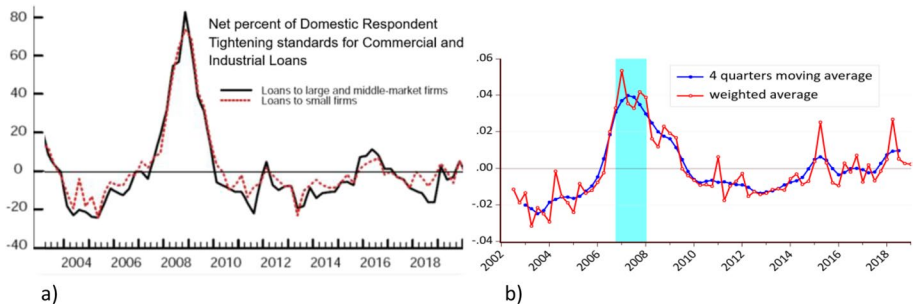 Net percent of Domestic Respondent
Tightening standards for Commercial and
Industrial Loans
Loans to large and middle-market firms
Loans to small firms
80
60
40
20
0
-20
-40
2004 2006 2008 2010 2012 2014 2016 2018
a)
4 quarters moving average
weighted average
.06
.04
.02
.00
-.02
-.04
2002 2004 2006 2008 2010 2012 2014 2016 2018
b)